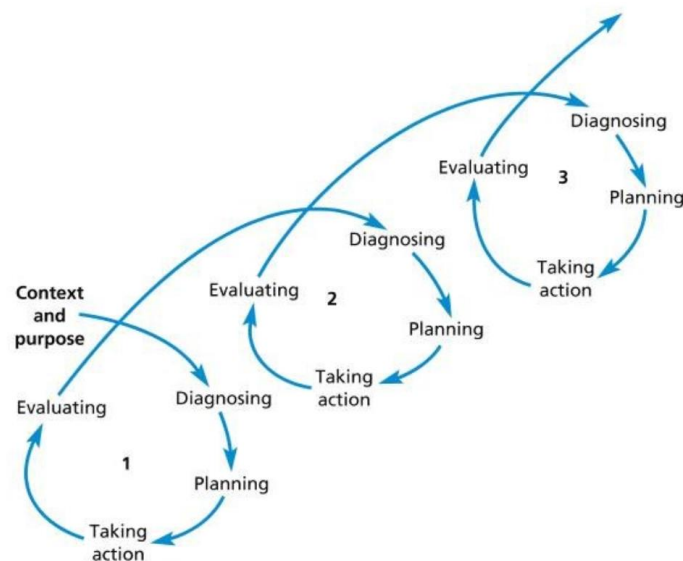 Context
and
purpose
Diagnosing
Planning
Taking
action
Evaluating
1
Diagnosing
Planning
Taking
action
Evaluating
2
Diagnosing
Planning
Taking
action
Evaluating
3